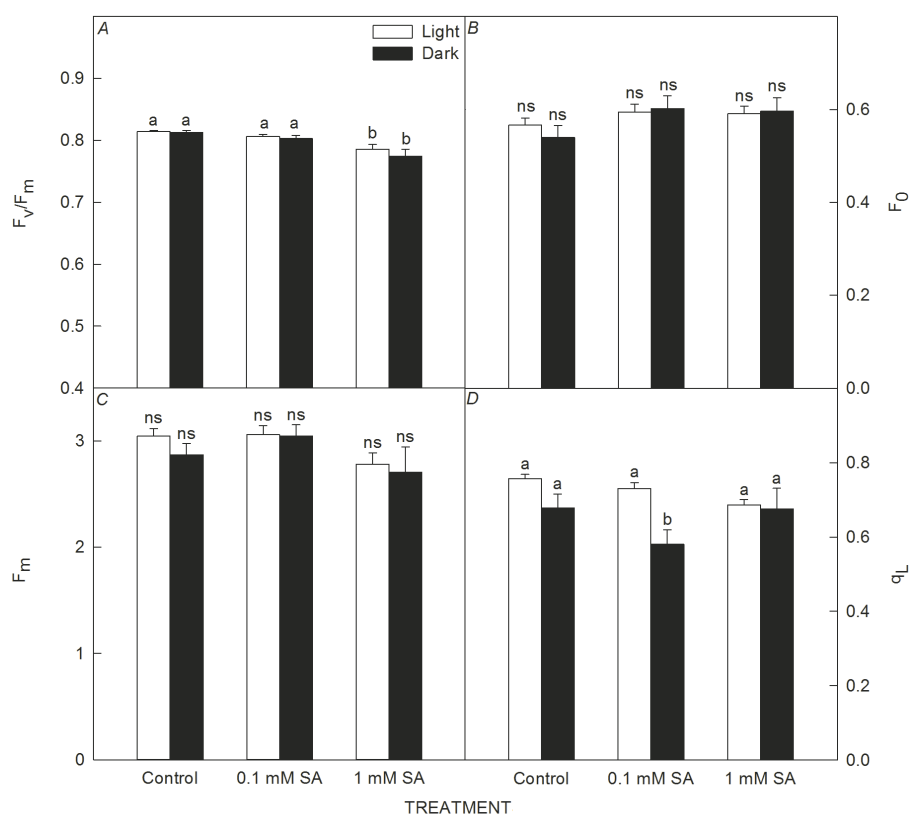 A
Light
Dark
B
0.9
0.8
0.7
0.6
0.5
0.4
Fv/Fm
a a a a b b
ns ns ns ns ns ns
0.6
0.4
0.2
0.0
F0
C
D
3
2
1
0
Fm
ns ns ns ns ns ns
a a a b a a
0.8
0.6
0.4
0.2
0.0
qL
Control 0.1 mM SA 1 mM SA Control 0.1 mM SA 1 mM SA
TREATMENT